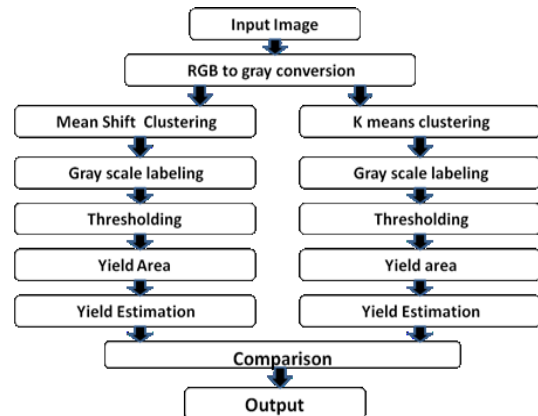 Input Image
RGB to gray conversion
Mean Shift Clustering
K means clustering
Gray scale labeling
Gray scale labeling
Thresholding
Thresholding
Yield Area
Yield area
Yield Estimation
Yield Estimation
Comparison
Output